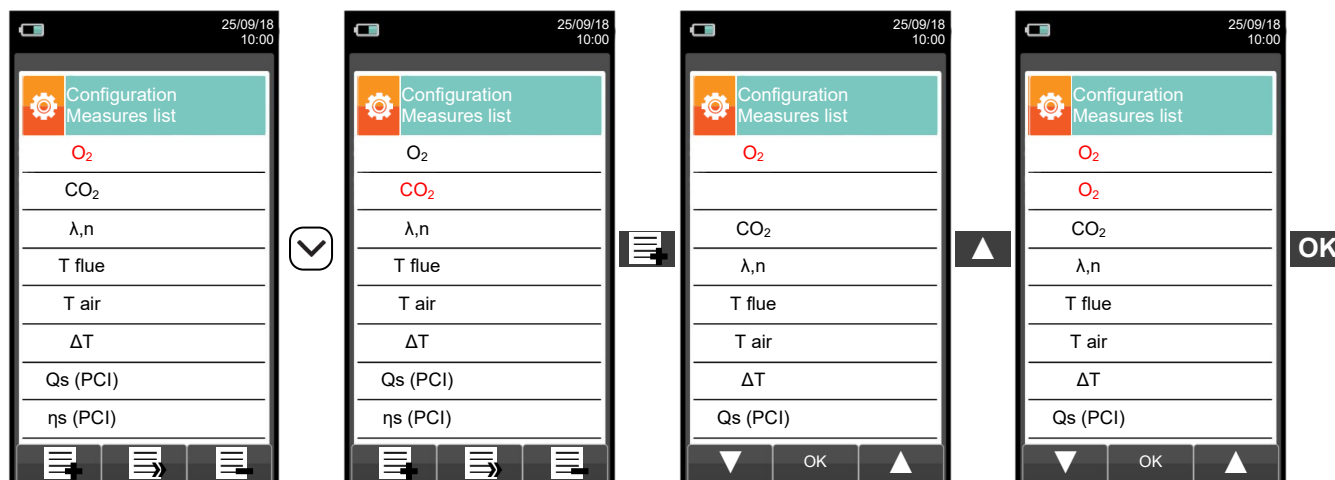 25/09/18
10:00
Configuration
Measures list
O₂
CO₂
λ,n
T flue
T air
ΔT
Qs (PCI)
ηs (PCI)
25/09/18
10:00
Configuration
Measures list
O₂
CO₂
λ,n
T flue
T air
ΔT
Qs (PCI)
ηs (PCI)
25/09/18
10:00
Configuration
Measures list
O₂
CO₂
λ,n
T flue
T air
ΔT
Qs (PCI)
OK
25/09/18
10:00
Configuration
Measures list
O₂
O₂
CO₂
λ,n
T flue
T air
ΔT
Qs (PCI)
OK
OK